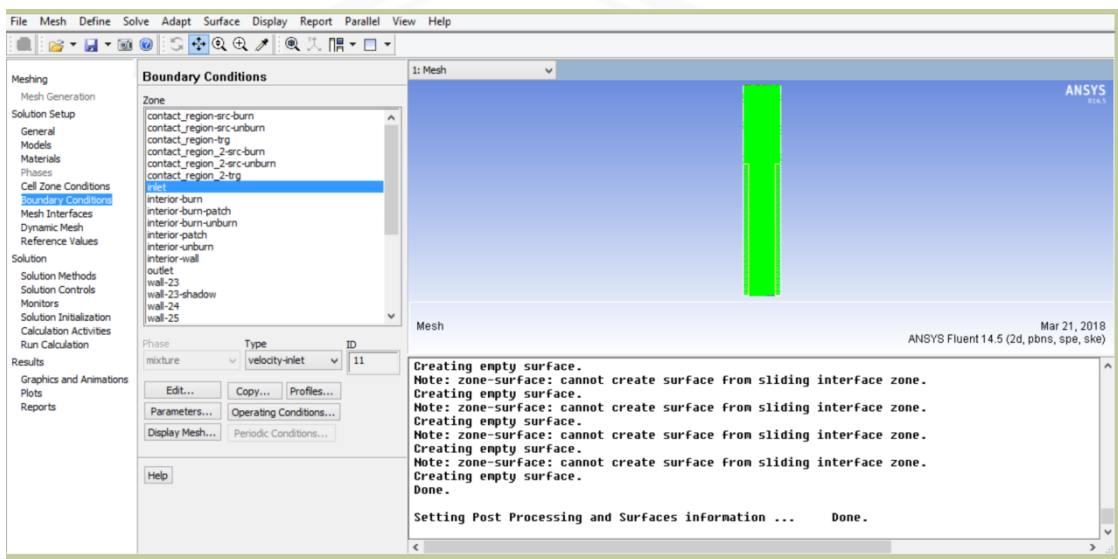 File Mesh Define Solve Adapt Surface Display Report Parallel View Help
Meshing
Mesh Generation
Solution Setup
General
Models
Materials
Phases
Cell Zone Conditions
Boundary Conditions
Mesh Interfaces
Dynamic Mesh
Reference Values
Solution
Solution Methods
Solution Controls
Monitors
Solution Initialization
Calculation Activities
Run Calculation
Results
Graphics and Animations
Plots
Reports
Boundary Conditions
Zone
contact_region-src-burn
contact_region-src-unburn
contact_region-trg
contact_region_2-src-burn
contact_region_2-src-unburn
contact_region_2-trg
inlet
interior-burn
interior-burn-patch
interior-burn-unburn
interior-patch
interior-unburn
interior-wall
outlet
wall-23
wall-23-shadow
wall-24
wall-25
Phase Type ID
mixture velocity-inlet 11
Edit... Copy... Profiles...
Parameters... Operating Conditions...
Display Mesh... Periodic Conditions...
Help
1: Mesh
ANSYS
R14.5
Mesh
Mar 21, 2018
ANSYS Fluent 14.5 (2d, pbns, spe, ske)
Creating empty surface.
Note: zone-surface: cannot create surface from sliding interface zone.
Creating empty surface.
Note: zone-surface: cannot create surface from sliding interface zone.
Creating empty surface.
Note: zone-surface: cannot create surface from sliding interface zone.
Creating empty surface.
Note: zone-surface: cannot create surface from sliding interface zone.
Creating empty surface.
Done.
Setting Post Processing and Surfaces information ... Done.